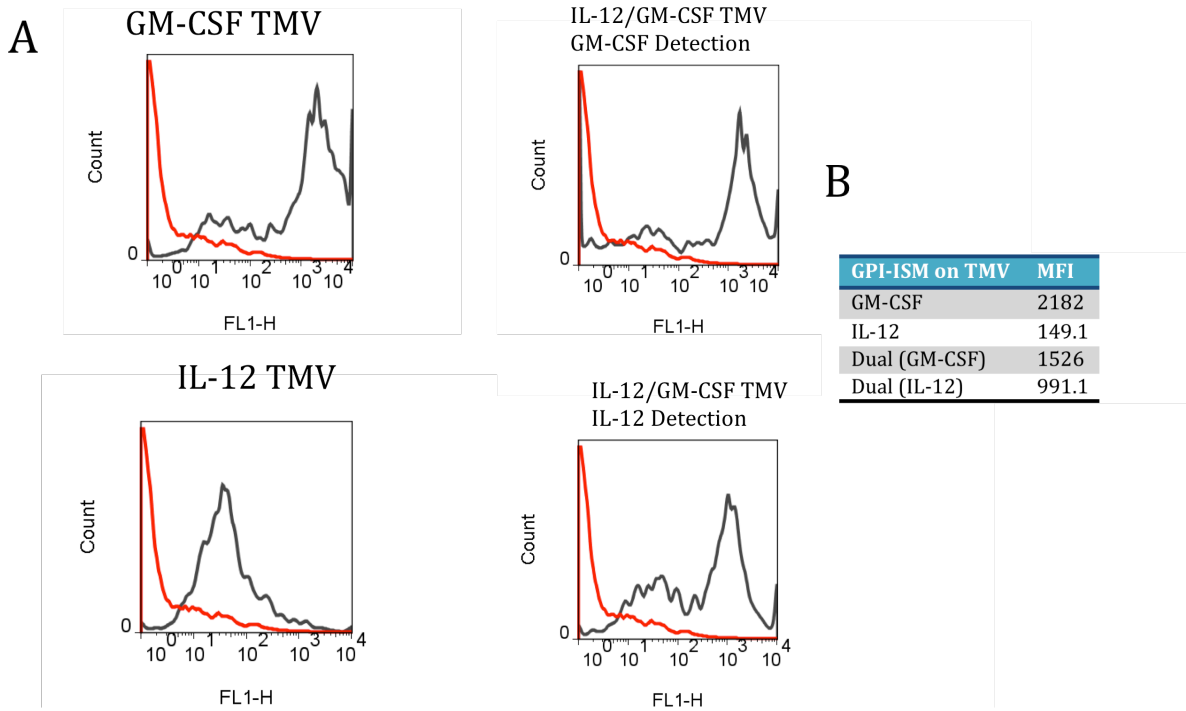 A
GM-CSF TMV
Count
0
10 0 10 1 10 2 10 3 10 4
FL1-H
IL-12/GM-CSF TMV
GM-CSF Detection
Count
0
10 0 10 1 10 2 10 3 10 4
FL1-H
IL-12 TMV
Count
0
10 0 10 1 10 2 10 3 10 4
FL1-H
IL-12/GM-CSF TMV
IL-12 Detection
Count
0
10 0 10 1 10 2 10 3 10 4
FL1-H
B
GPI-ISM on TMV MFI
GM-CSF 2182
IL-12 149.1
Dual (GM-CSF) 1526
Dual (IL-12) 991.1